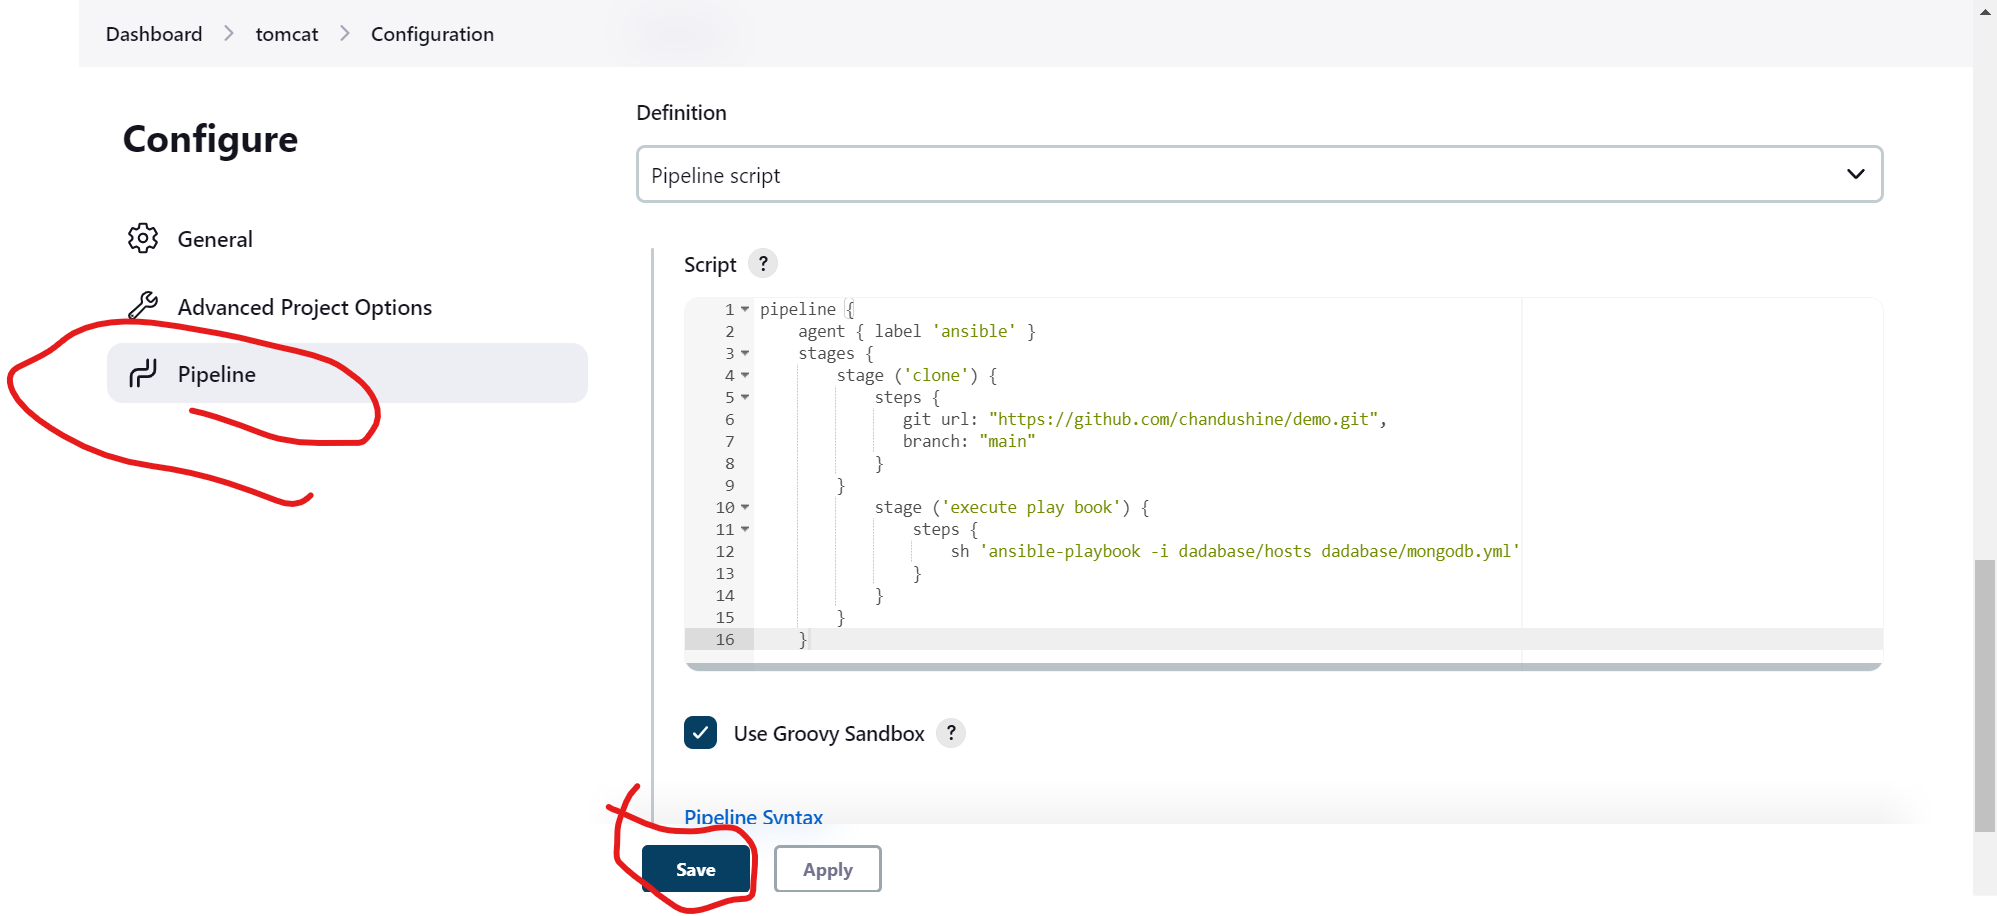 Dashboard > tomcat > Configuration
Configure
General
Advanced Project Options
Pipeline
Definition
Pipeline script
Script ?
1 pipeline {
2     agent { label 'ansible' }
3     stages {
4         stage ('clone') {
5             steps {
6                git url: "https://github.com/chandushine/demo.git",
7                branch: "main"
8             }
9         }
10             stage ('execute play book') {
11                 steps {
12                     sh 'ansible-playbook -i dadabase/hosts dadabase/mongodb.yml'
13                 }
14             }
15         }
16     }
Use Groovy Sandbox ?
Pipeline Syntax
Save Apply